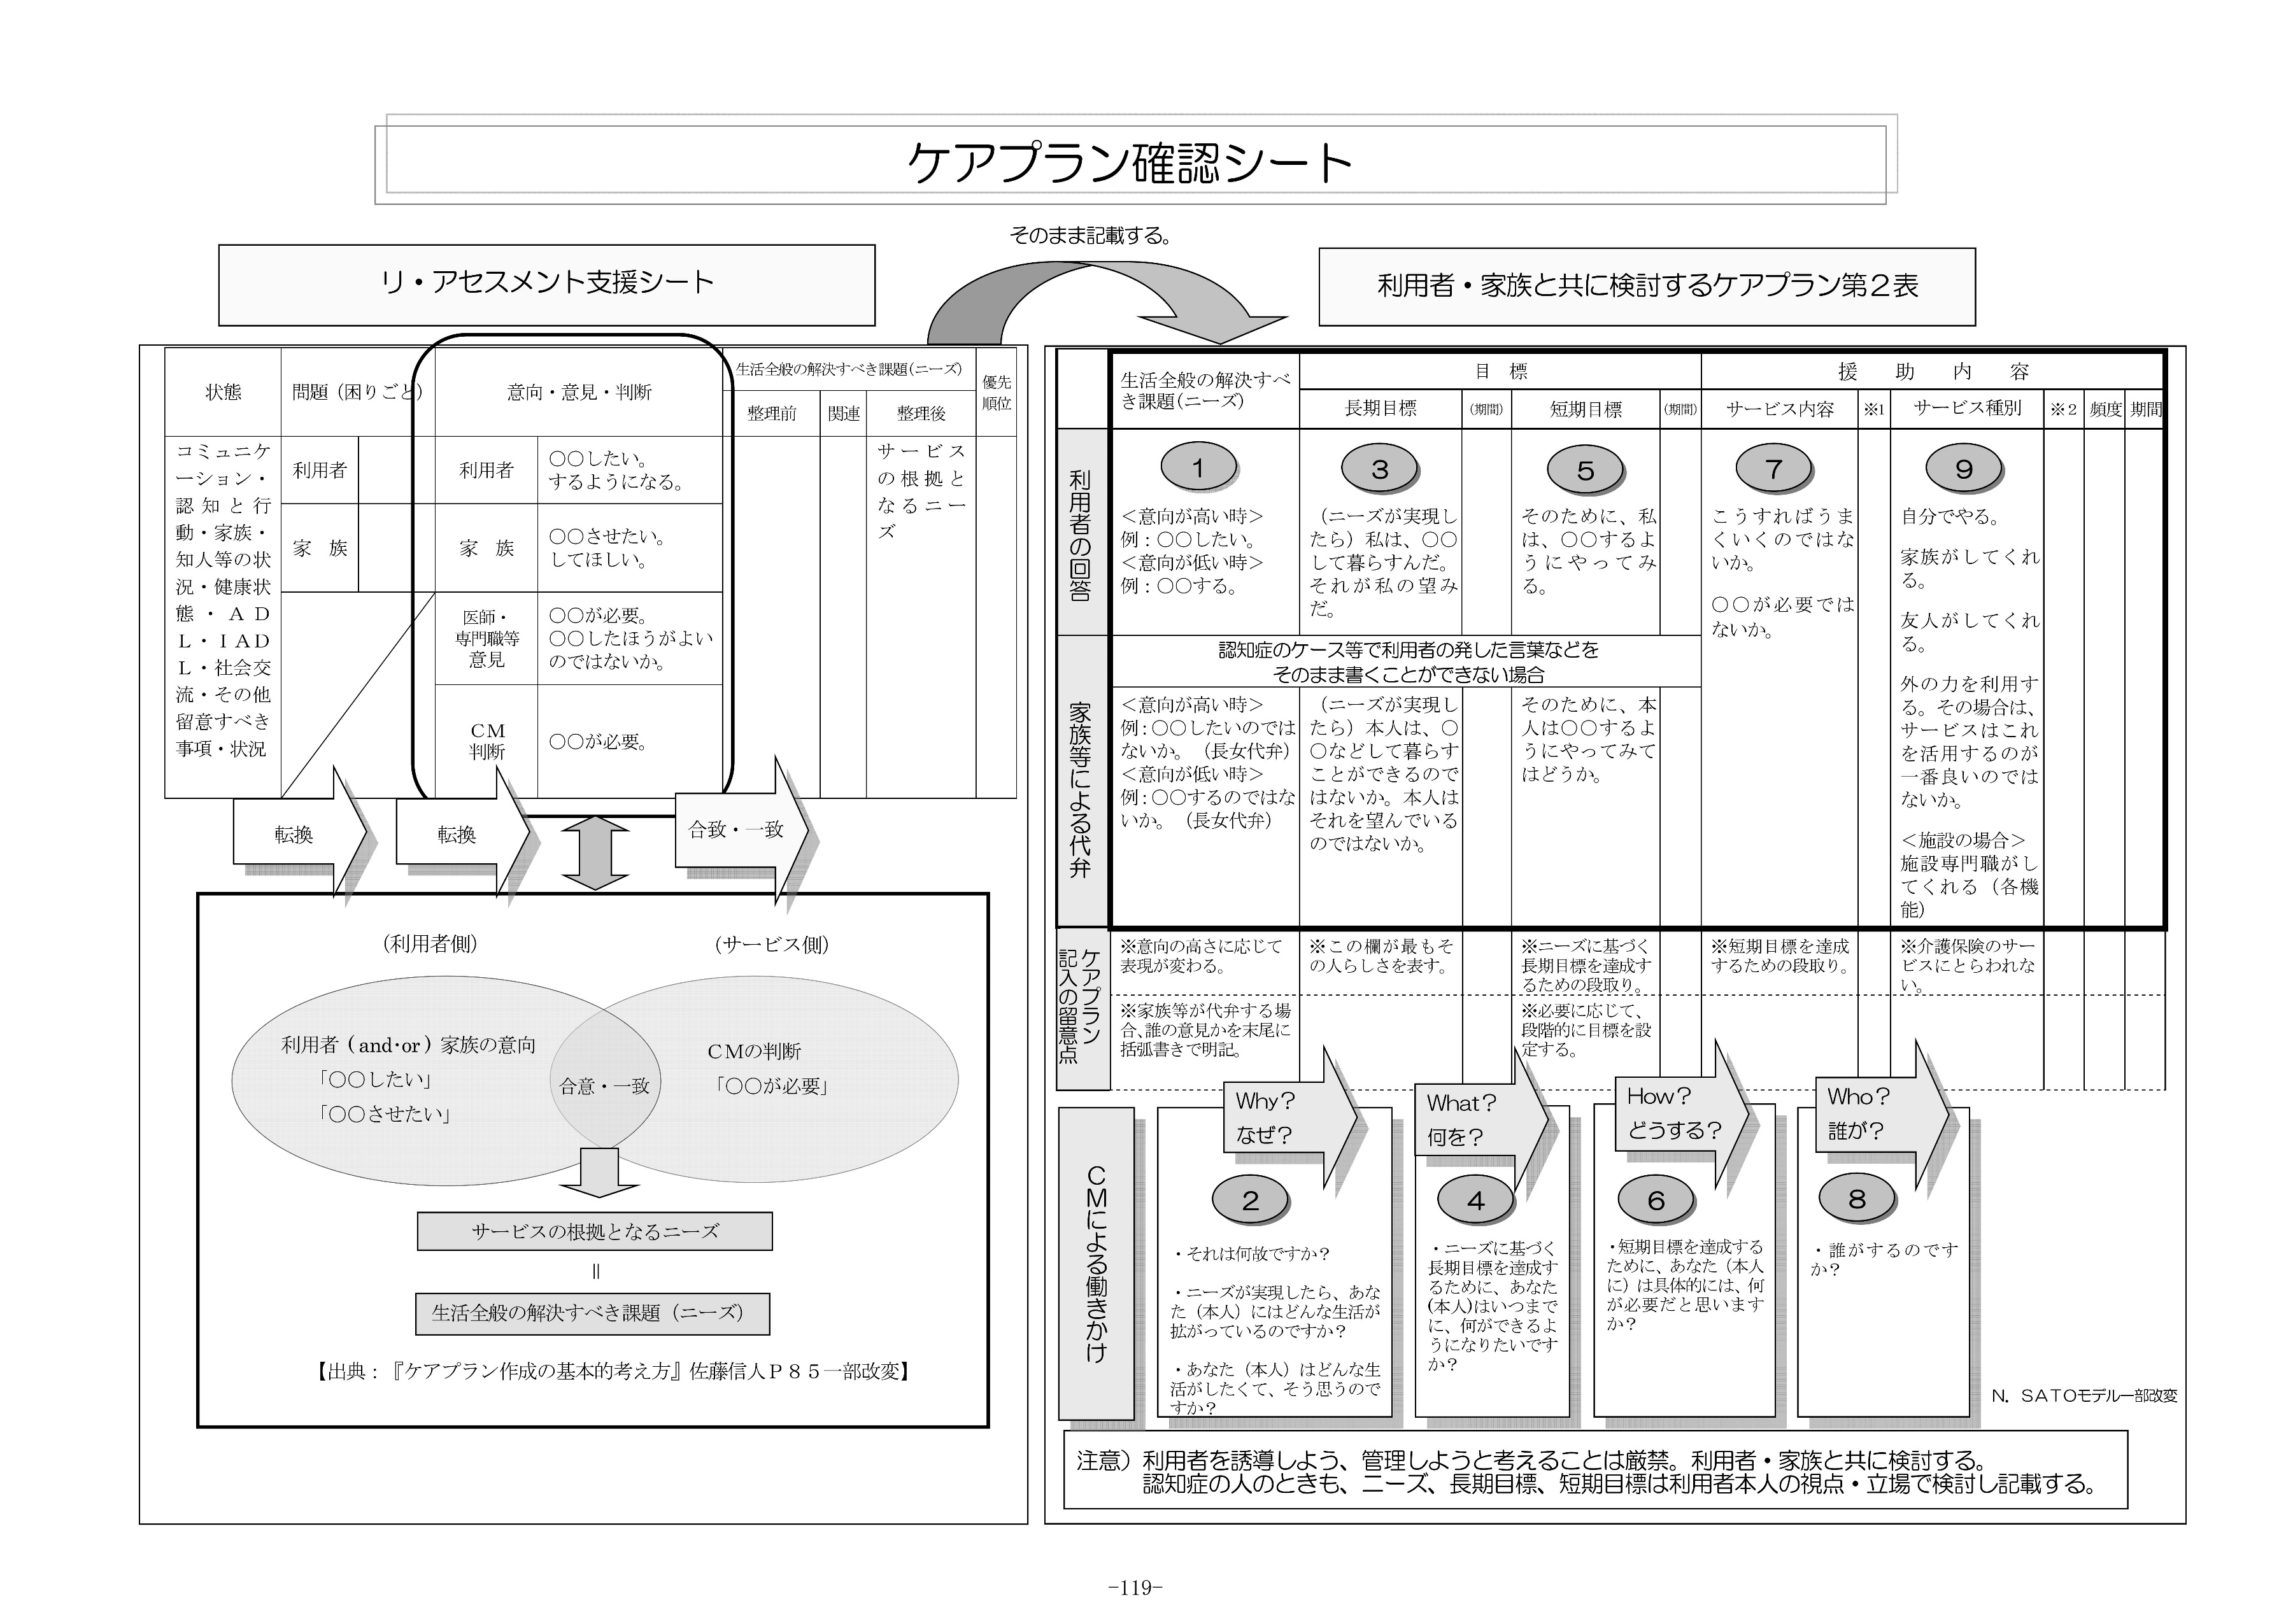 ケアプラン確認シート
そのまま記載する。
リ・アセスメント支援シート
利用者・家族と共に検討するケアプラン第2表
状態
問題（困りごと）
意向・意見・判断
生活全般の解決すべき課題(ニーズ)
優先
順位
整理前
関連
整理後
コミュニケ
ーション・
認知と行
動・家族・
知人等の状
況・健康状
態・ＡＤ
Ｌ・ＩＡＤ
Ｌ・社会交
流・その他
留意すべき
事項・状況
利用者
家　族
利用者
〇〇したい。
するようになる。
家　族
〇〇させたい。
してほしい。
医師・
専門職等
意見
〇〇が必要。
〇〇したほうがよい
のではないか。
ＣＭ
判断
〇〇が必要。
サービス
の根拠と
なるニー
ズ
転換
転換
合致・一致
（利用者側）
（サービス側）
利用者（and・or）家族の意向
「〇〇したい」
「〇〇させたい」
合意・一致
ＣＭの判断
「〇〇が必要」
サービスの根拠となるニーズ
＝
生活全般の解決すべき課題（ニーズ）
【出典：『ケアプラン作成の基本的考え方』佐藤信人Ｐ８５一部改変】
生活全般の解決すべ
き課題(ニーズ)
目　標
援　助　内　容
長期目標
(期間)
短期目標
(期間)
サービス内容
※1
サービス種別
※２
頻度
期間
利用者の回答
1
＜意向が高い時＞
例：〇〇したい。
＜意向が低い時＞
例：〇〇する。
3
（ニーズが実現し
たら）私は、〇〇
して暮らすんだ。
それが私の望み
だ。
5
そのために、私
は、〇〇するよ
うにやってみ
る。
7
こうすればうま
くいくのではな
いか。
〇〇が必要では
ないか。
9
自分でやる。
家族がしてくれ
る。
友人がしてくれ
る。
外の力を利用す
る。その場合は、
サービスはこれ
を活用するのが
一番良いのでは
ないか。
＜施設の場合＞
施設専門職がし
てくれる（各機
能）
認知症のケース等で利用者の発した言葉などを
そのまま書くことができない場合
家族等による代弁
＜意向が高い時＞
例：〇〇したいのでは
ないか。（長女代弁）
＜意向が低い時＞
例：〇〇するのではな
いか。（長女代弁）
（ニーズが実現し
たら）本人は、〇
〇などして暮らす
ことができるので
はないか。本人は
それを望んでいる
のではないか。
そのために、本
人は〇〇するよ
うにやってみて
はどうか。
ケアプラン
記入の留意点
※意向の高さに応じて
表現が変わる。
※家族等が代弁する場
合、誰の意見かを末尾に
括弧書きで明記。
※この欄が最もそ
の人らしさを表す。
※ニーズに基づく
長期目標を達成す
るための段取り。
※必要に応じて、
段階的に目標を設
定する。
※短期目標を達成
するための段取り。
※介護保険のサー
ビスにとらわれな
い。
ＣＭによる働きかけ
Why？
なぜ？
2
・それは何故ですか？
・ニーズが実現したら、あな
た（本人）にはどんな生活が
拡がっているのですか？
・あなた（本人）はどんな生
活がしたくて、そう思うので
すか？
What？
何を？
4
・ニーズに基づく
長期目標を達成す
るために、あなた
(本人)はいつまで
に、何ができるよ
うになりたいです
か？
How？
どうする？
6
・短期目標を達成する
ために、あなた（本人
に）は具体的には、何
が必要だと思います
か？
Who？
誰が？
8
・誰がするのです
か？
Ｎ．ＳＡＴＯモデル一部改変
注意）利用者を誘導しよう、管理しようと考えることは厳禁。利用者・家族と共に検討する。
認知症の人のときも、ニーズ、長期目標、短期目標は利用者本人の視点・立場で検討し記載する。
-119-